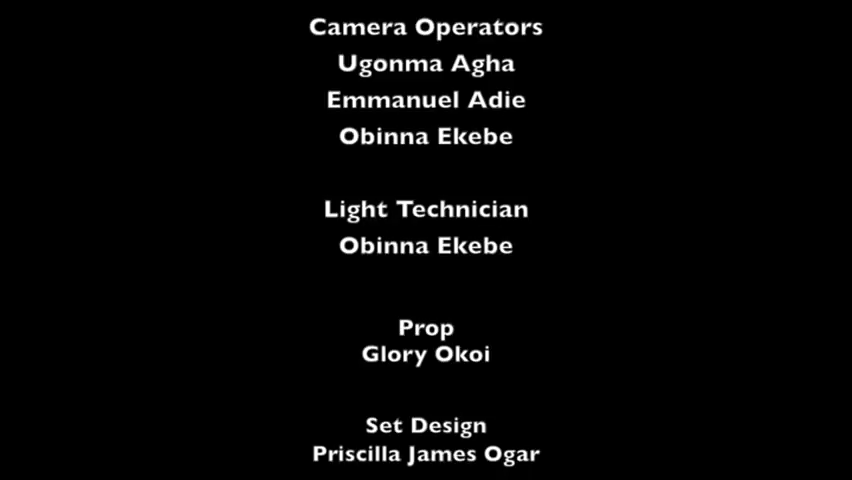 Camera Operators
Ugonma Agha
Emmanuel Adie
Obinna Ekebe
Light Technician
Obinna Ekebe
Prop
Glory Okoi
Set Design
Priscilla James Ogar